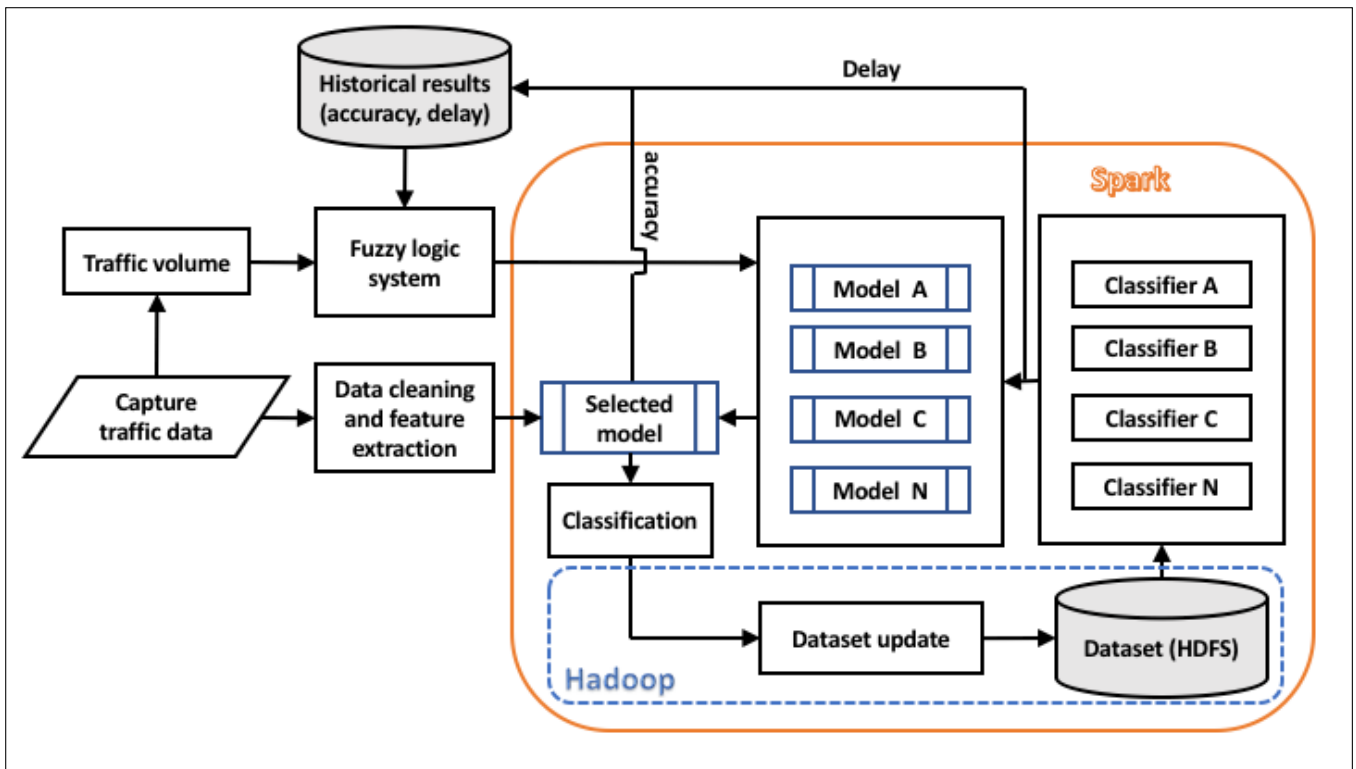 Historical results
(accuracy, delay)
Delay
accuracy
Spark
Traffic volume
Fuzzy logic
system
Model A
Model B
Model C
Model N
Classifier A
Classifier B
Classifier C
Classifier N
Capture
traffic data
Data cleaning
and feature
extraction
Selected
model
Classification
Dataset update
Dataset (HDFS)
Hadoop